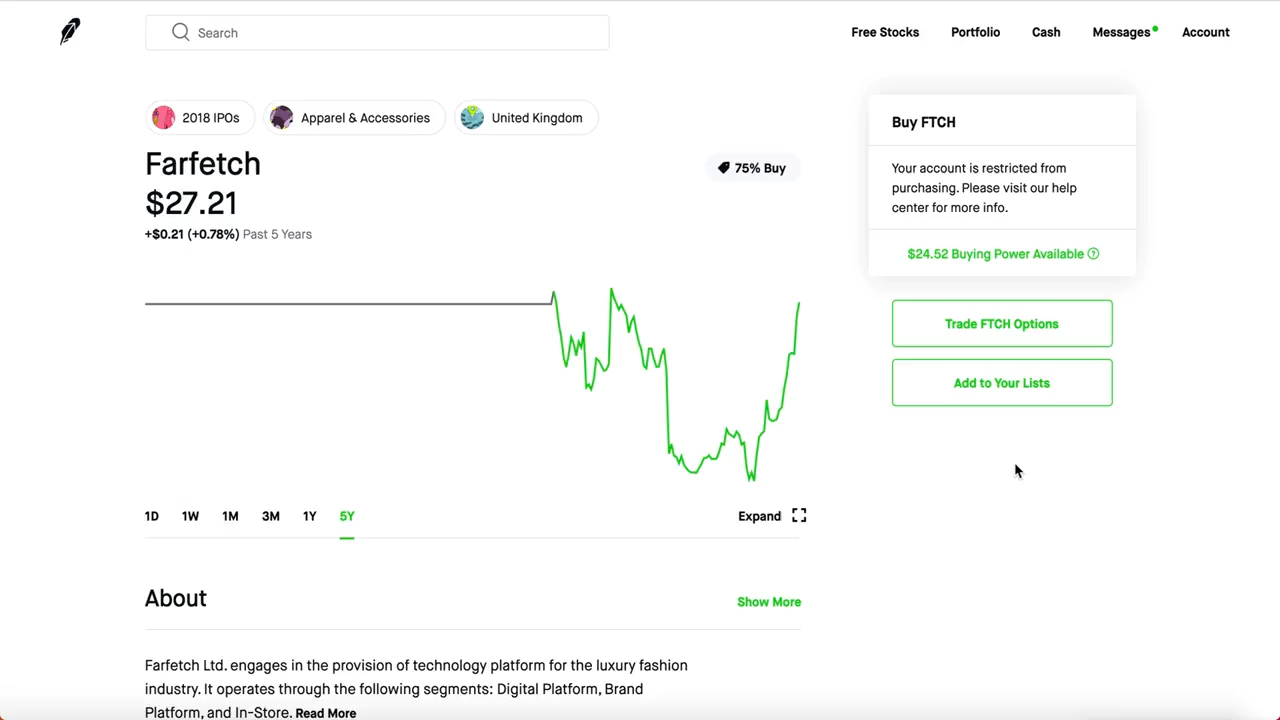 Search
Free Stocks
Portfolio
Cash
Messages
Account
2018 IPOs
Apparel & Accessories
United Kingdom
Farfetch
$27.21
+$0.21 (+0.78%) Past 5 Years
75% Buy
Buy FTCH
Your account is restricted from
purchasing. Please visit our help
center for more info.
$24.52 Buying Power Available ?
Trade FTCH Options
Add to Your Lists
1D
1W
1M
3M
1Y
5Y
Expand
About
Show More
Farfetch Ltd. engages in the provision of technology platform for the luxury fashion
industry. It operates through the following segments: Digital Platform, Brand
Platform, and In-Store. Read More